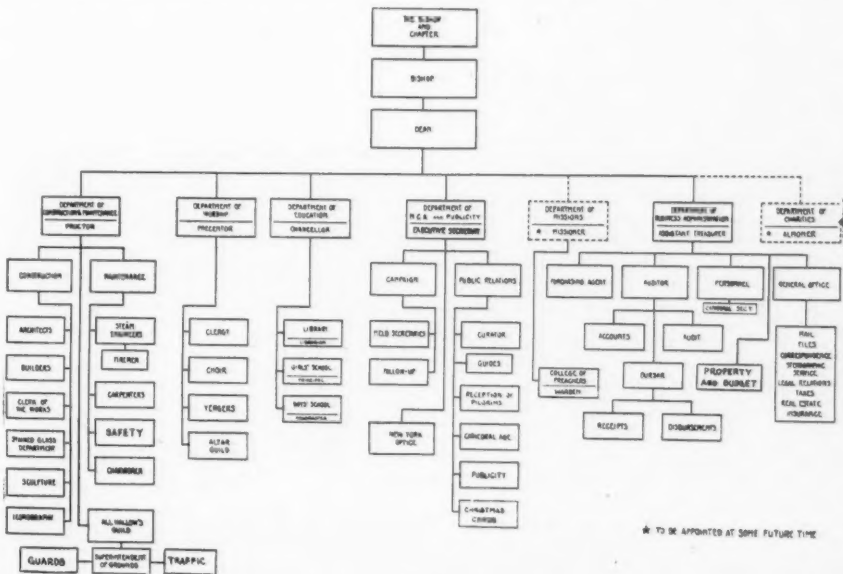 THE BISHOP
AND
CHAPTER
BISHOP
DEAN
DEPARTMENT OF
CONSTRUCTION & MAINTENANCE
PROCTOR
DEPARTMENT OF
WORSHIP
PRECENTOR
DEPARTMENT OF
EDUCATION
CHANCELLOR
DEPARTMENT OF
N.C.A. AND PUBLICITY
EXECUTIVE SECRETARY
DEPARTMENT OF
MISSIONS
★ MISSIONER
DEPARTMENT OF
BUSINESS ADMINISTRATION
ASSISTANT TREASURER
DEPARTMENT OF
CHARITIES
★ ALMONER
CONSTRUCTION
MAINTENANCE
ARCHITECTS
BUILDERS
CLERK OF
THE WORKS
STAINED GLASS
DEPARTMENT
SCULPTURE
ICONOGRAPHY
STEAM
ENGINEERS
FIREMEN
CARPENTERS
SAFETY
CHARWOMEN
ALL HALLOWS
GUILD
GUARDS
SUPERINTENDENT
OF GROUNDS
TRAFFIC
CLERGY
CHOIR
VERGERS
ALTAR
GUILD
LIBRARY
LIBRARIAN
GIRLS' SCHOOL
PRINCIPAL
BOYS' SCHOOL
HEADMASTER
CAMPAIGN
PUBLIC RELATIONS
FIELD SECRETARIES
FOLLOW-UP
NEW YORK
OFFICE
CURATOR
GUIDES
RECEPTION OF
PILGRIMS
CATHEDRAL AGE
PUBLICITY
CHRISTMAS
CARDS
COLLEGE OF
PREACHERS
WARDEN
PURCHASING AGENT
AUDITOR
PERSONNEL
GENERAL OFFICE
ACCOUNTS
AUDIT
BURSAR
RECEIPTS
DISBURSEMENTS
PROPERTY
AND BUDGET
MAIL
FILES
CORRESPONDENCE
STENOGRAPHIC
SERVICE
LEGAL RELATIONS
TAXES
REAL ESTATE
INSURANCE
★ TO BE APPOINTED AT SOME FUTURE TIME